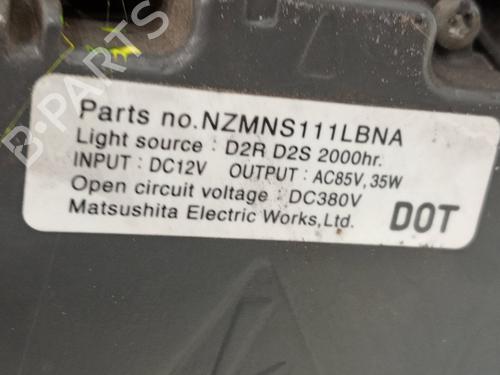 Parts no.NZMNS111LBNA
Light source : D2R D2S 2000hr.
INPUT : DC12V OUTPUT : AC85V,35W
Open circuit voltage : DC380V
Matsushita Electric Works,Ltd. DOT
B-PARTS